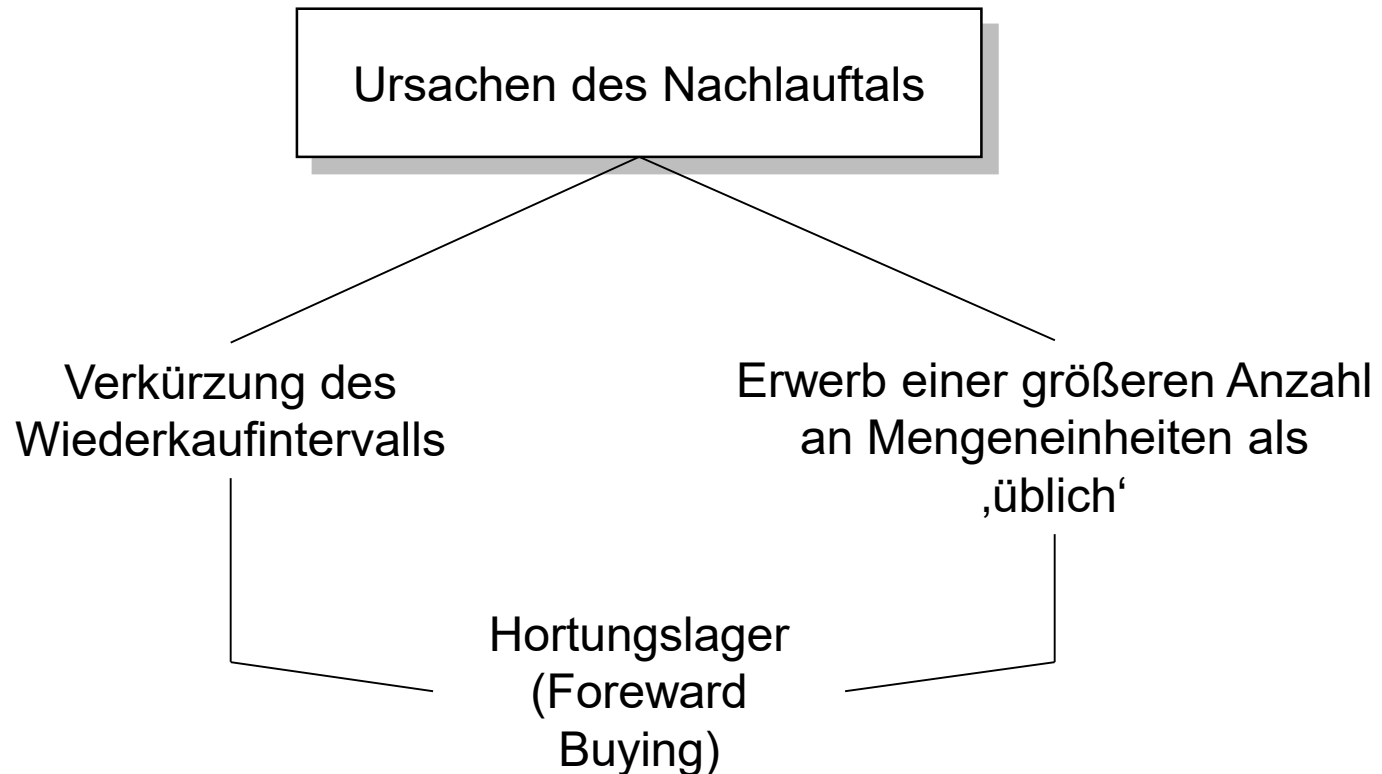 Ursachen des Nachlauftals
Verkürzung des
Wiederkaufintervalls
Erwerb einer größeren Anzahl
an Mengeneinheiten als
‚üblich‘
Hortungslager
(Foreward
Buying)